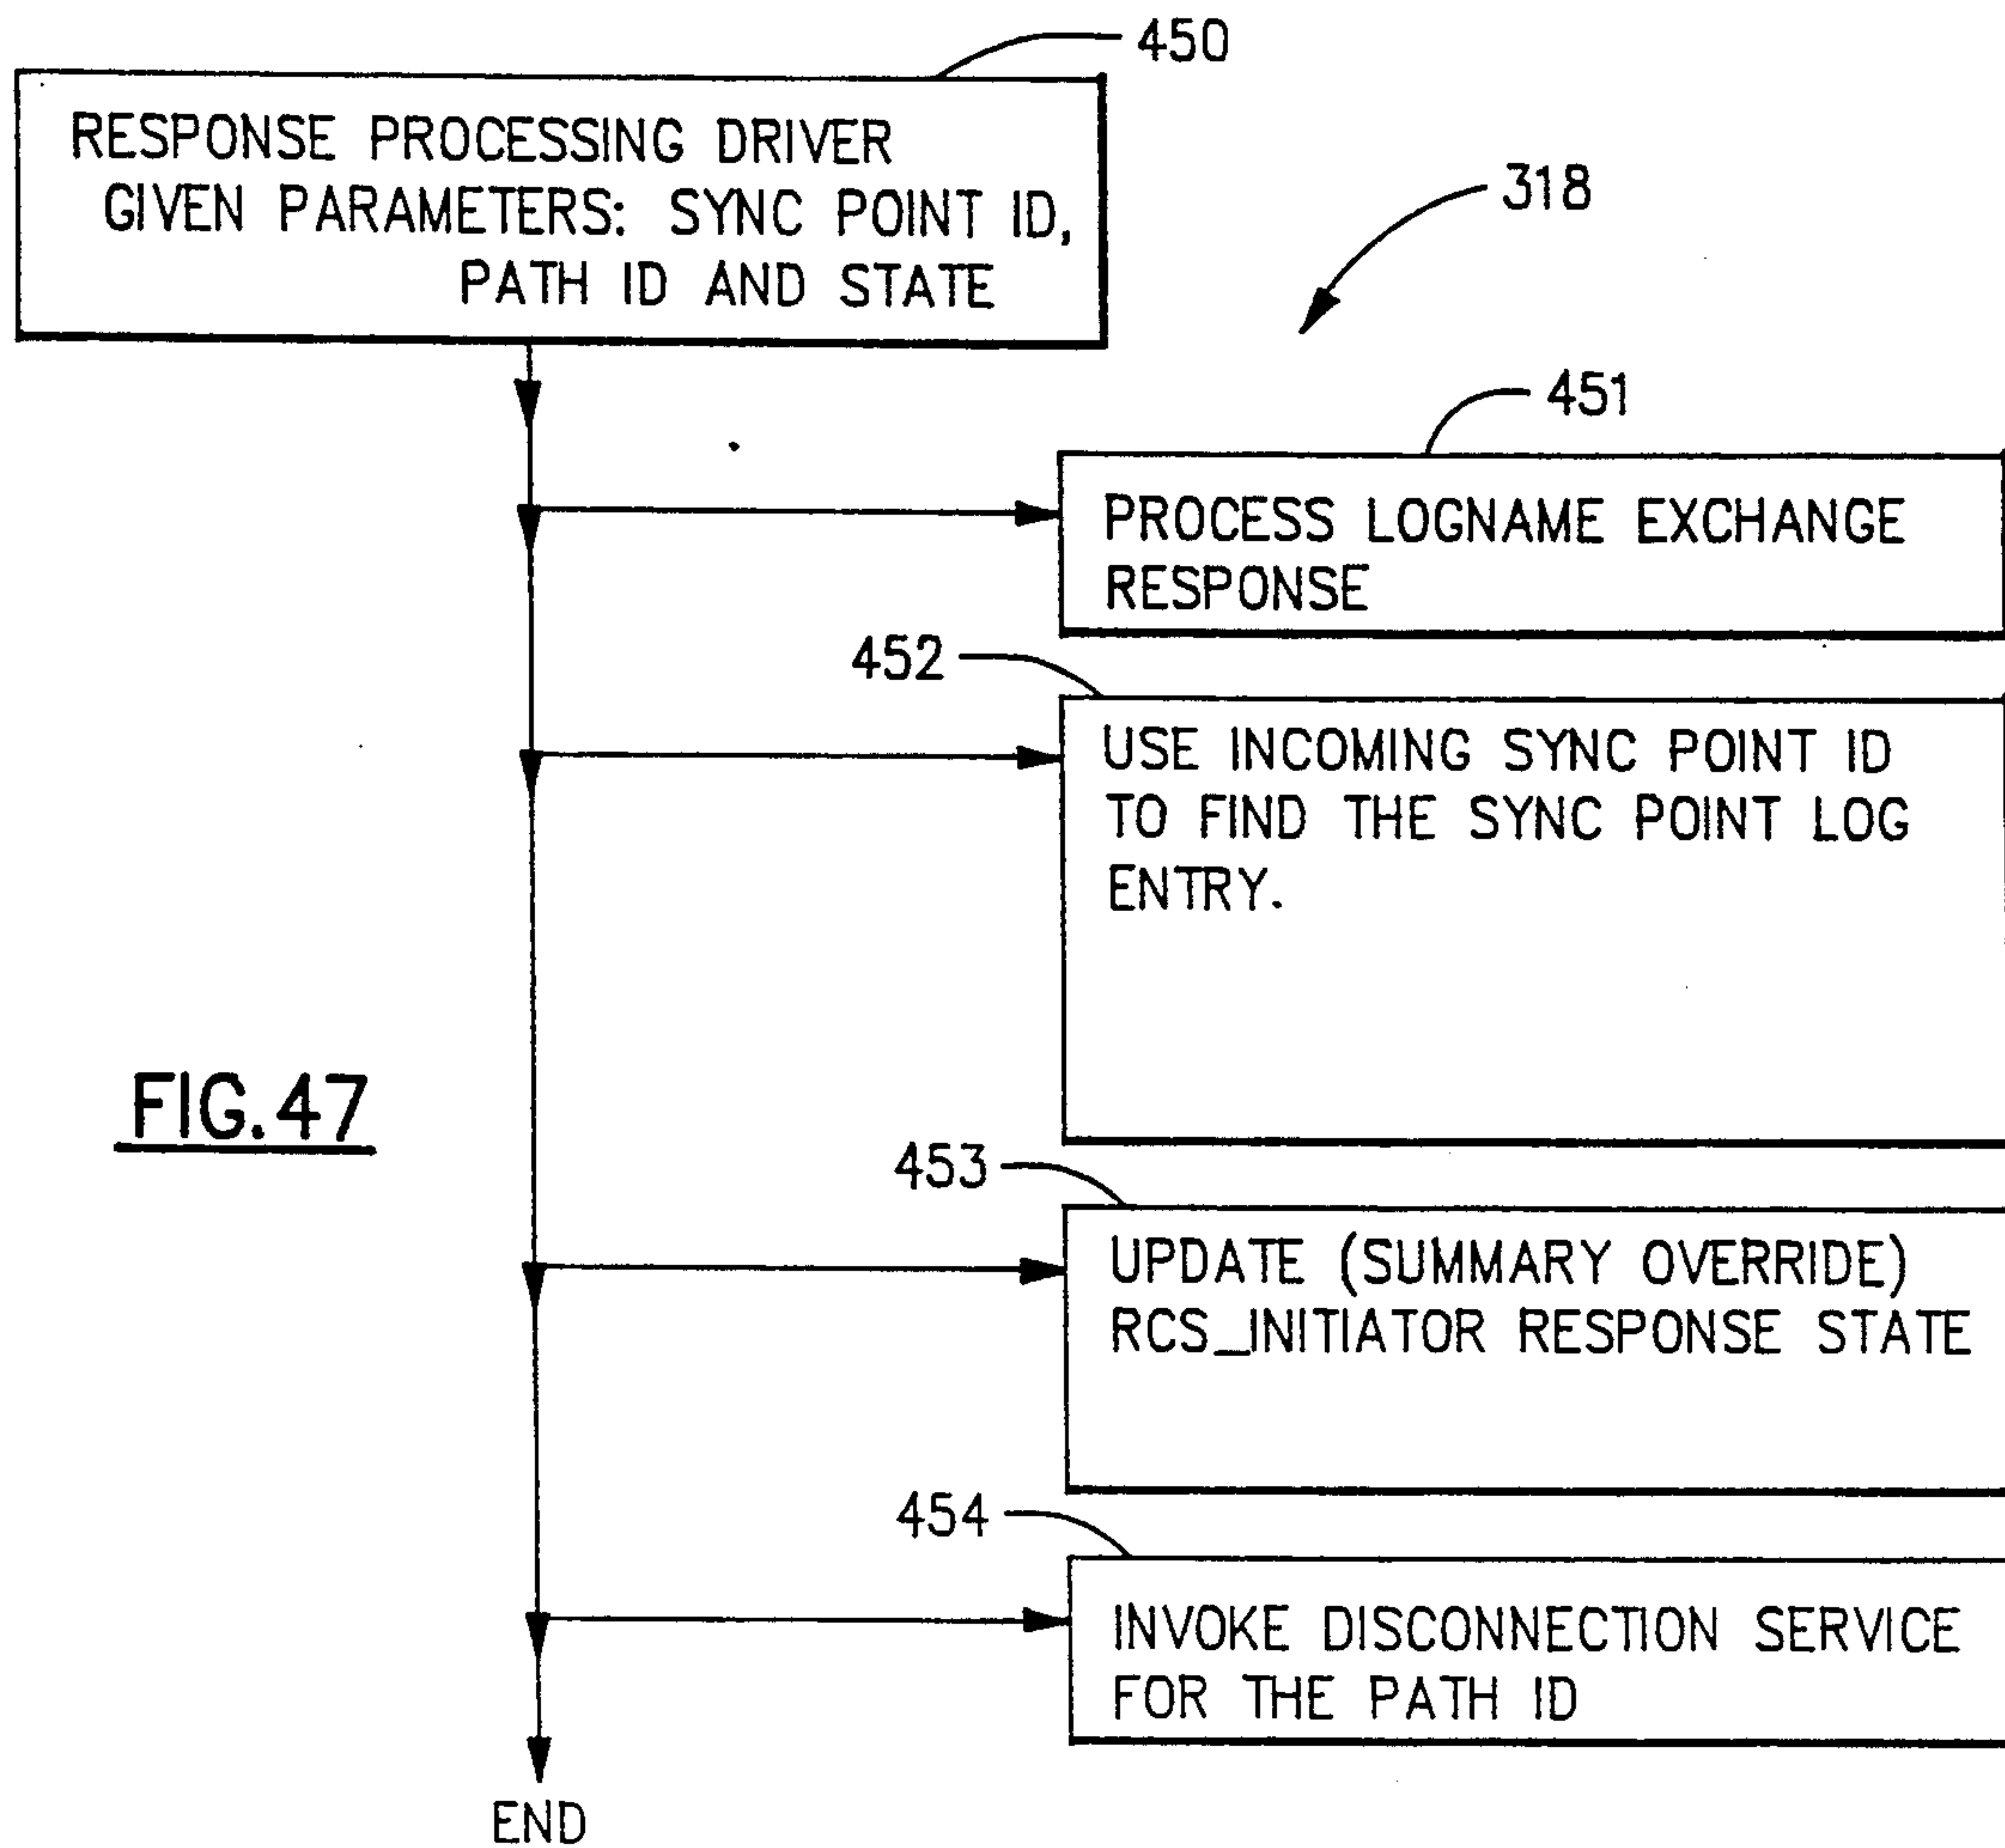 450
RESPONSE PROCESSING DRIVER
GIVEN PARAMETERS: SYNC POINT ID,
PATH ID AND STATE
318
451
PROCESS LOGNAME EXCHANGE
RESPONSE
452
USE INCOMING SYNC POINT ID
TO FIND THE SYNC POINT LOG
ENTRY.
FIG.47
453
UPDATE (SUMMARY OVERRIDE)
RCS_INITIATOR RESPONSE STATE
454
INVOKE DISCONNECTION SERVICE
FOR THE PATH ID
END